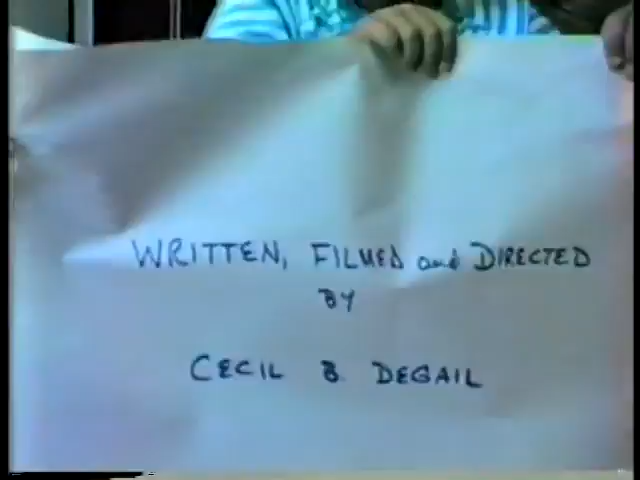 WRITTEN, FILMED and DIRECTED
BY
CECIL B. DEGAIL